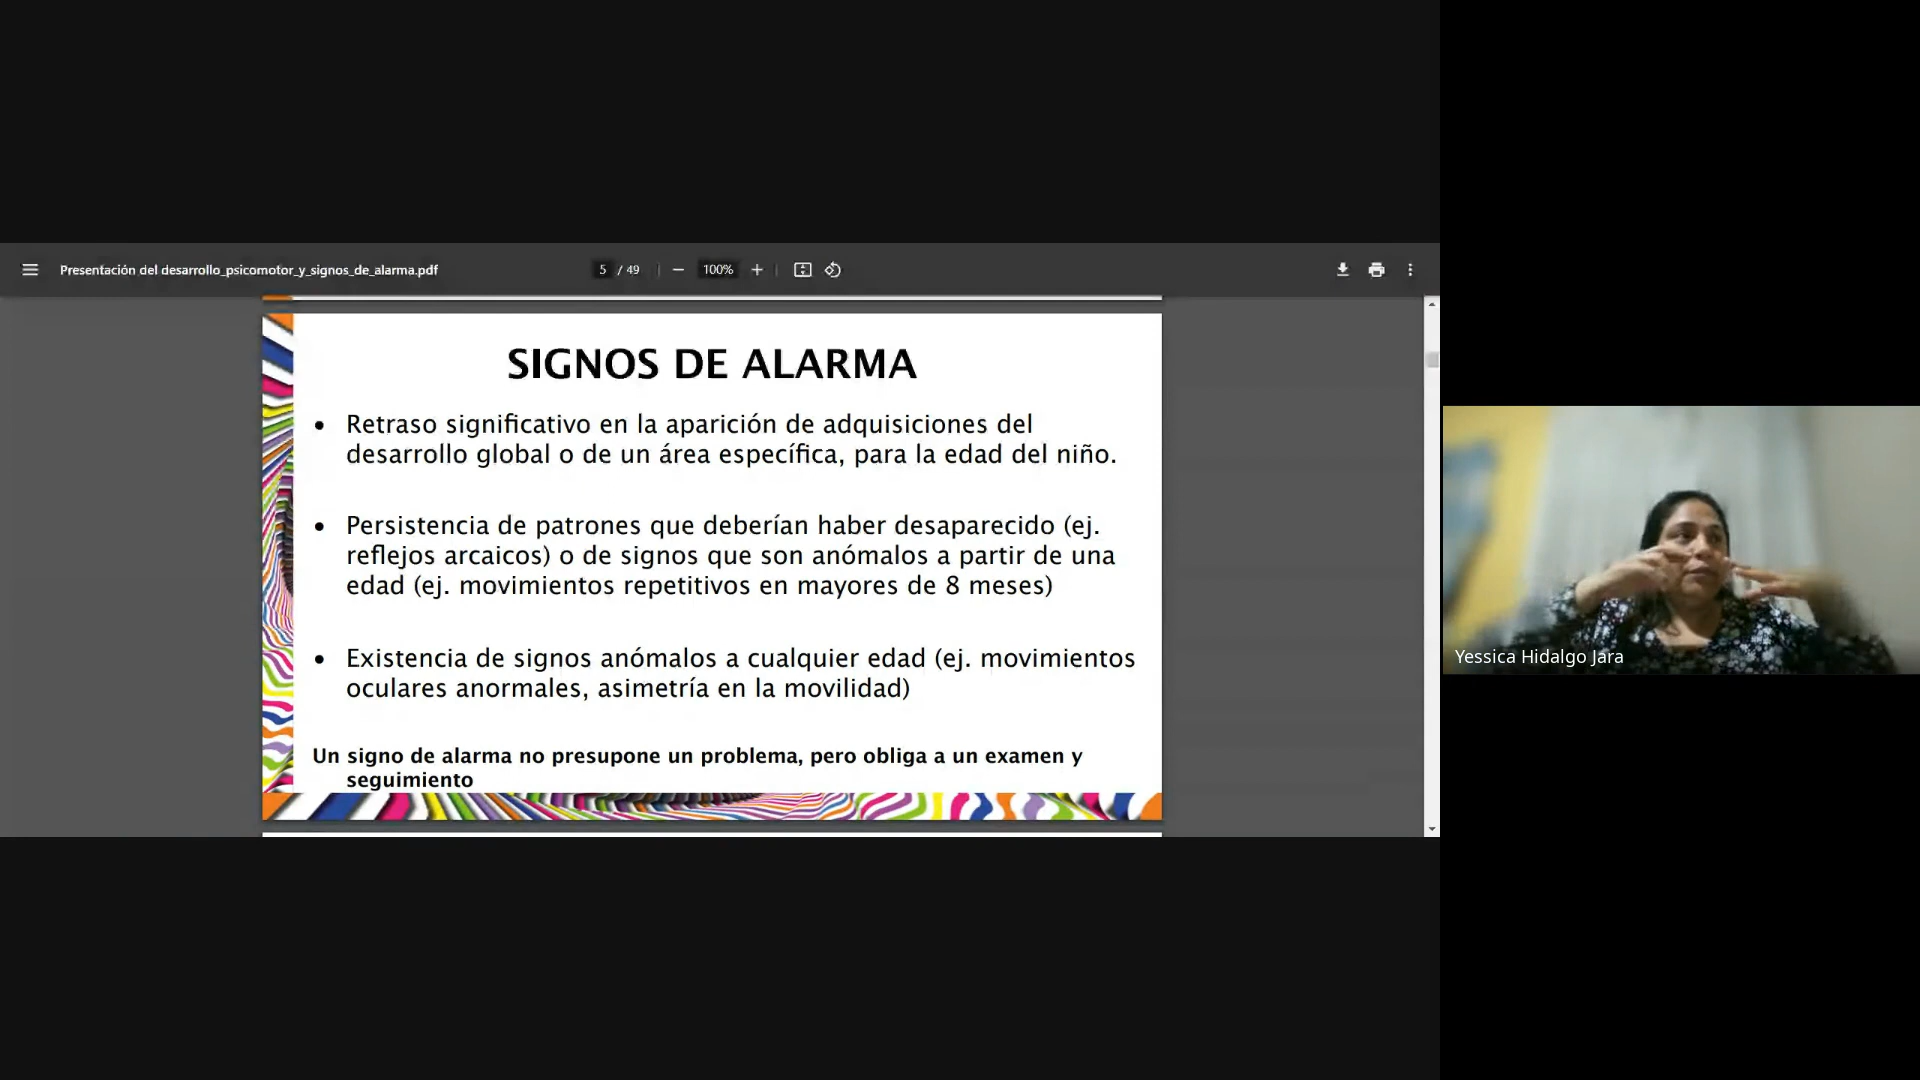 Presentación del desarrollo_psicomotor_y_signos_de_alarma.pdf
5 / 49
100%
SIGNOS DE ALARMA
• Retraso significativo en la aparición de adquisiciones del
desarrollo global o de un área específica, para la edad del niño.
• Persistencia de patrones que deberían haber desaparecido (ej.
reflejos arcaicos) o de signos que son anómalos a partir de una
edad (ej. movimientos repetitivos en mayores de 8 meses)
• Existencia de signos anómalos a cualquier edad (ej. movimientos
oculares anormales, asimetría en la movilidad)
Un signo de alarma no presupone un problema, pero obliga a un examen y
seguimiento
Yessica Hidalgo Jara